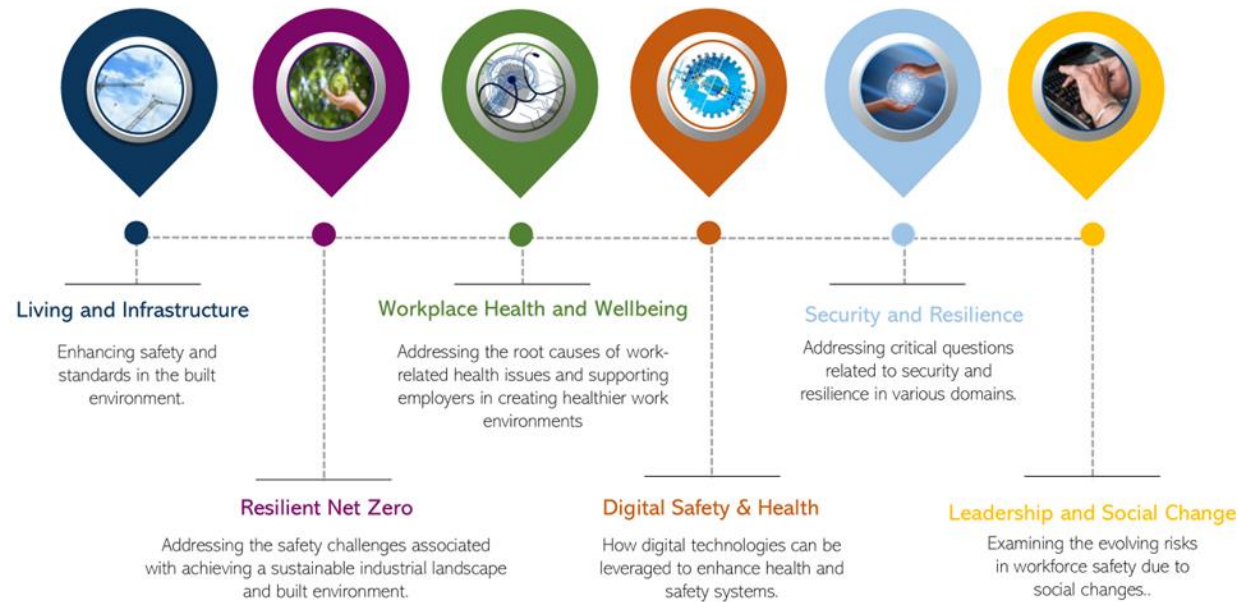 Living and Infrastructure
Enhancing safety and
standards in the built
environment.
Resilient Net Zero
Addressing the safety challenges associated
with achieving a sustainable industrial landscape
and built environment.
Workplace Health and Wellbeing
Addressing the root causes of work-
related health issues and supporting
employers in creating healthier work
environments
Digital Safety & Health
How digital technologies can be
leveraged to enhance health and
safety systems.
Security and Resilience
Addressing critical questions
related to security and
resilience in various domains.
Leadership and Social Change
Examining the evolving risks
in workforce safety due to
social changes..